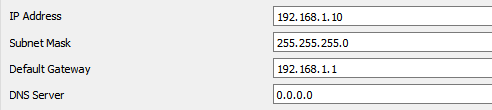 IP Address 192.168.1.10
Subnet Mask 255.255.255.0
Default Gateway 192.168.1.1
DNS Server 0.0.0.0